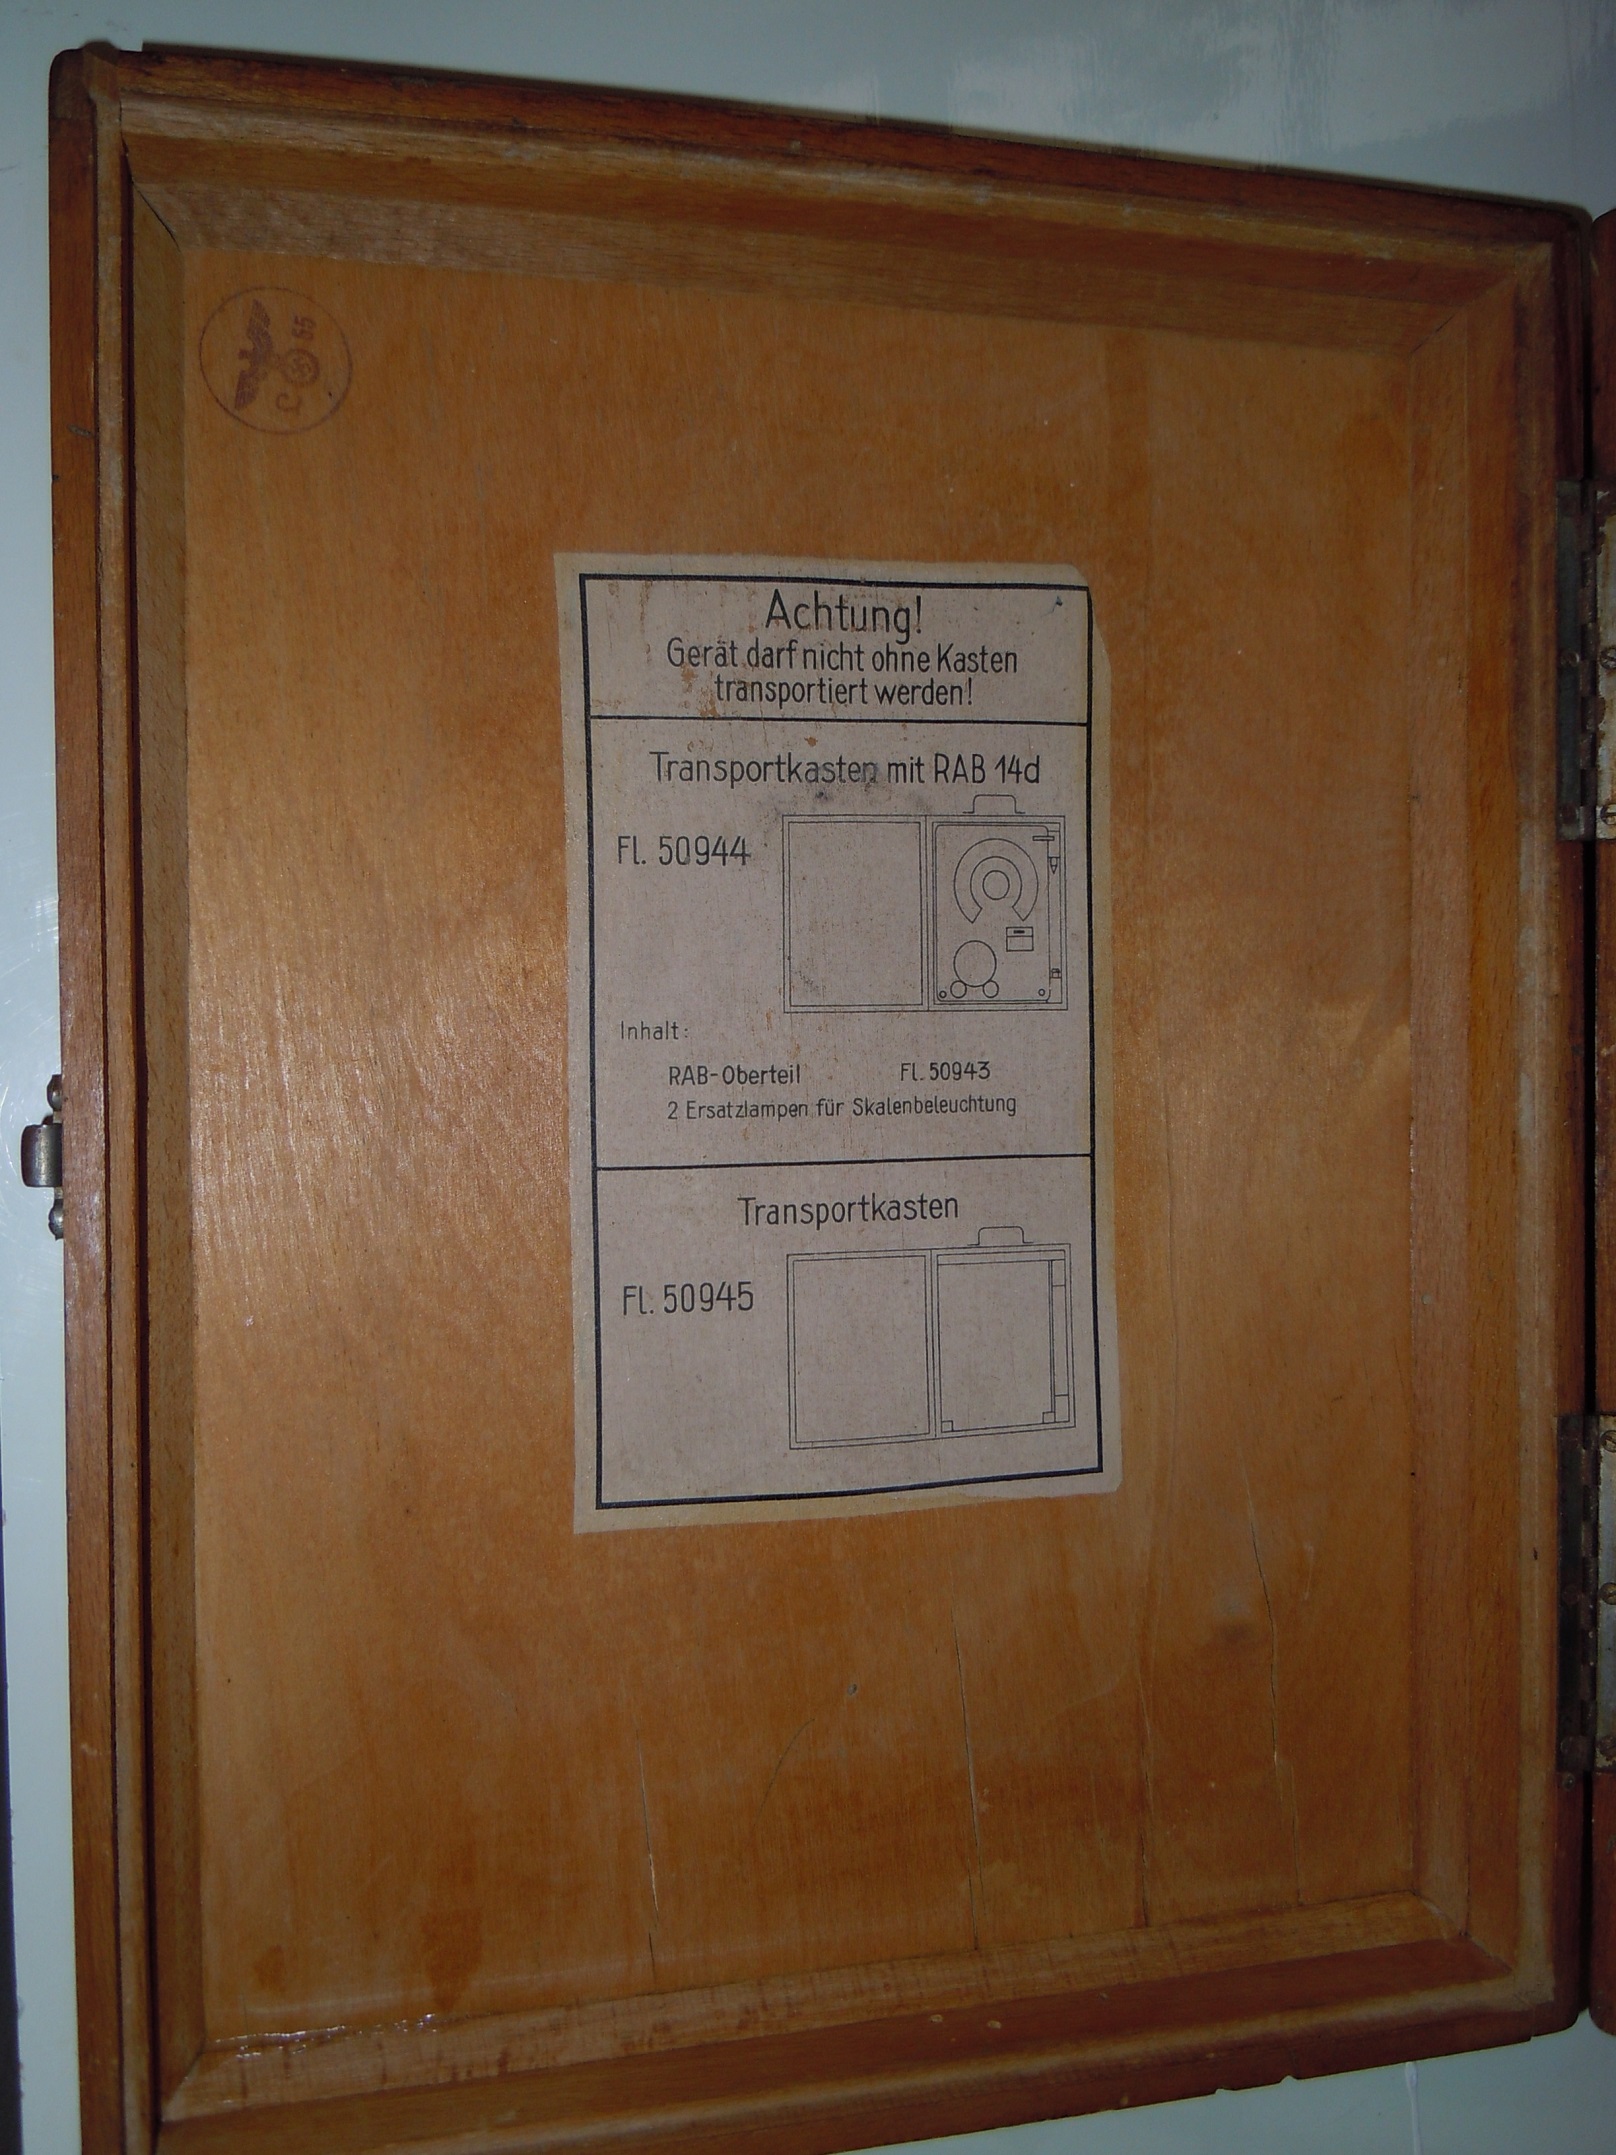 Achtung!
Gerät darf nicht ohne Kasten
transportiert werden!
Transportkasten mit RAB 14d
Fl. 50944
Inhalt:
RAB-Oberteil Fl. 50943
2 Ersatzlampen für Skalenbeleuchtung
Transportkasten
Fl. 50945